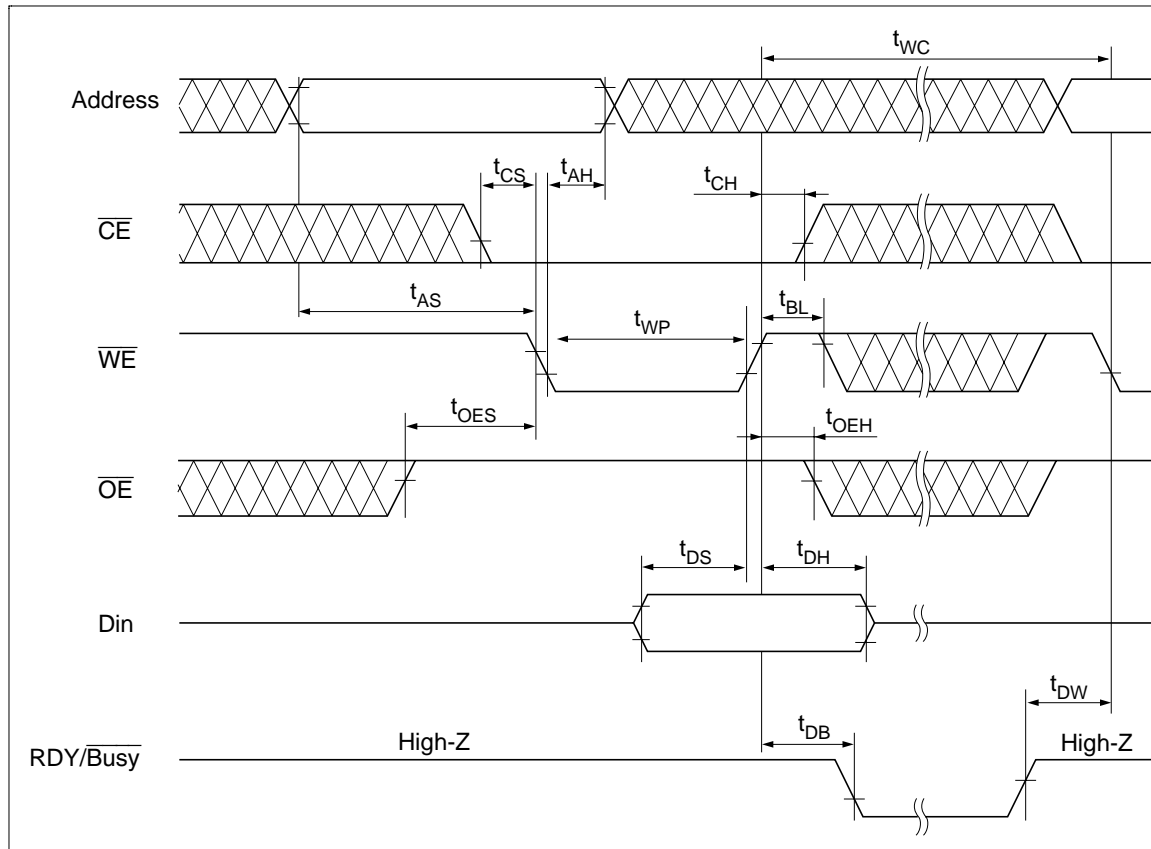 tWC
Address
tCS
tAH
tCH
CE
tAS
tBL
tWP
WE
tOES
tOEH
OE
tDS
tDH
Din
tDW
tDB
High-Z
High-Z
RDY/Busy